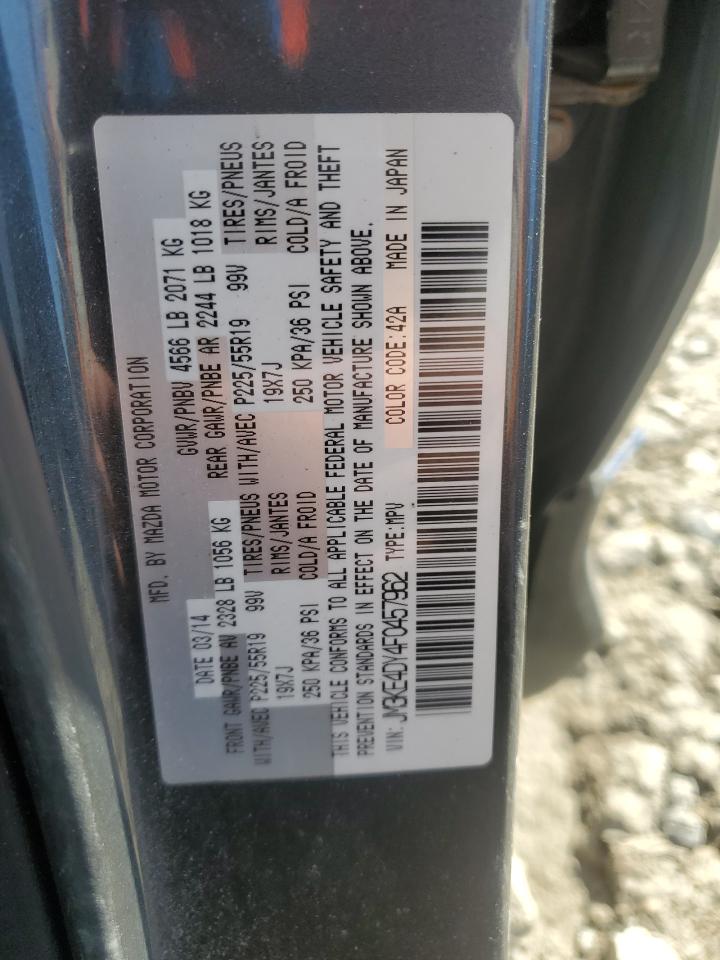 MFD. BY MAZDA MOTOR CORPORATION
DATE 03/14 GVWR/PNBV 4566 LB 2071 KG
FRONT GAWR/PNBE AV 2328 LB 1056 KG REAR GAWR/PNBE AR 2244 LB 1018 KG
WITH/AVEC P225/55R19 99V TIRES/PNEUS WITH/AVEC P225/55R19 99V TIRES/PNEUS
19X7J RIMS/JANTES 19X7J RIMS/JANTES
250 KPA/36 PSI COLD/A FROID 250 KPA/36 PSI COLD/A FROID
THIS VEHICLE CONFORMS TO ALL APPLICABLE FEDERAL MOTOR VEHICLE SAFETY AND THEFT
PREVENTION STANDARDS IN EFFECT ON THE DATE OF MANUFACTURE SHOWN ABOVE.
VIN: JM3KE4DY4F0457962 TYPE:MPV COLOR CODE:42A MADE IN JAPAN